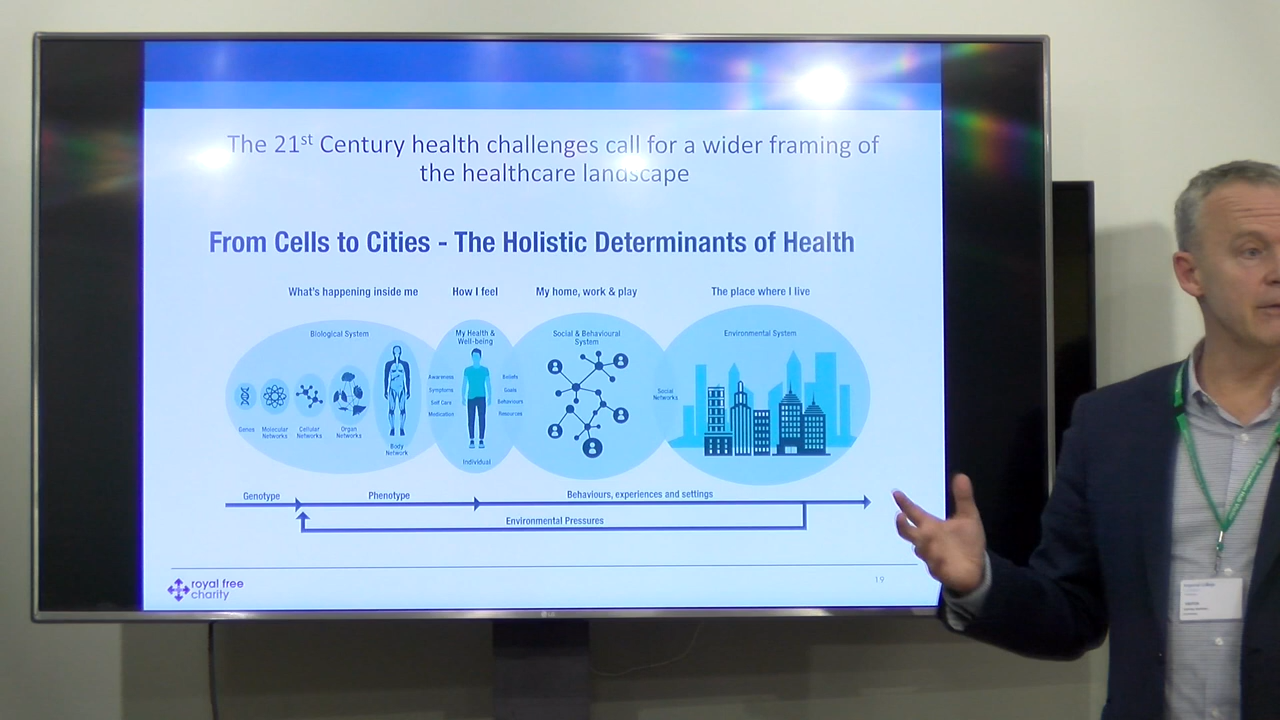 The 21st Century health challenges call for a wider framing of
the healthcare landscape
From Cells to Cities - The Holistic Determinants of Health
What's happening inside me
How I feel
My home, work & play
The place where I live
Biological System
My Health &
Well-being
Social & Behavioural
System
Environmental System
Genes
Molecular
Networks
Cellular
Networks
Organ
Networks
Body
Network
Awareness
Symptoms
Self Care
Medication
Beliefs
Goals
Behaviours
Resources
Individual
Social
Networks
Genotype
Phenotype
Behaviours, experiences and settings
Environmental Pressures
royal free
charity
19
LG